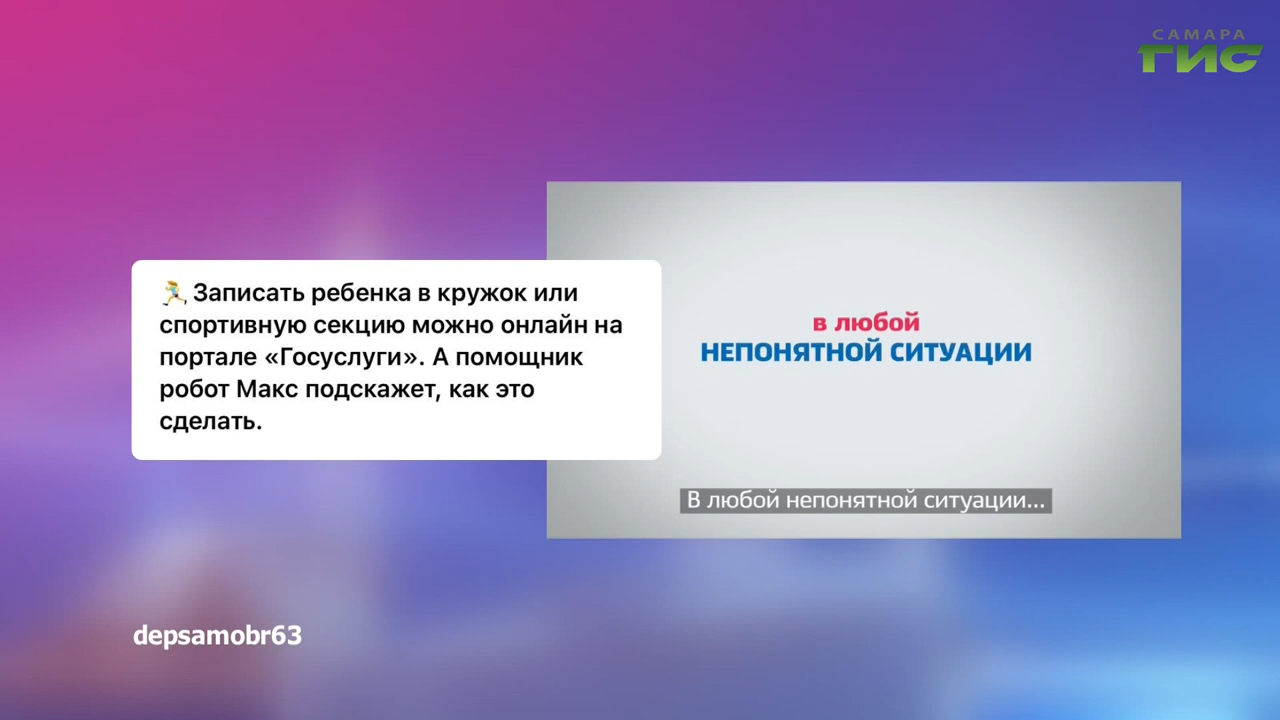 САМАРА
ГИС
🏃Записать ребенка в кружок или
спортивную секцию можно онлайн на
портале «Госуслуги». А помощник
робот Макс подскажет, как это
сделать.
в любой
НЕПОНЯТНОЙ СИТУАЦИИ
В любой непонятной ситуации...
depsamobr63